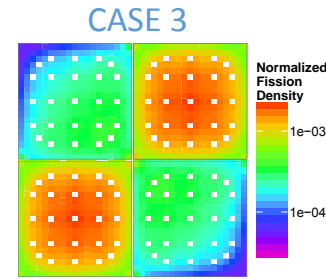 CASE 3
Normalized
Fission
Density
1e−03
1e−04